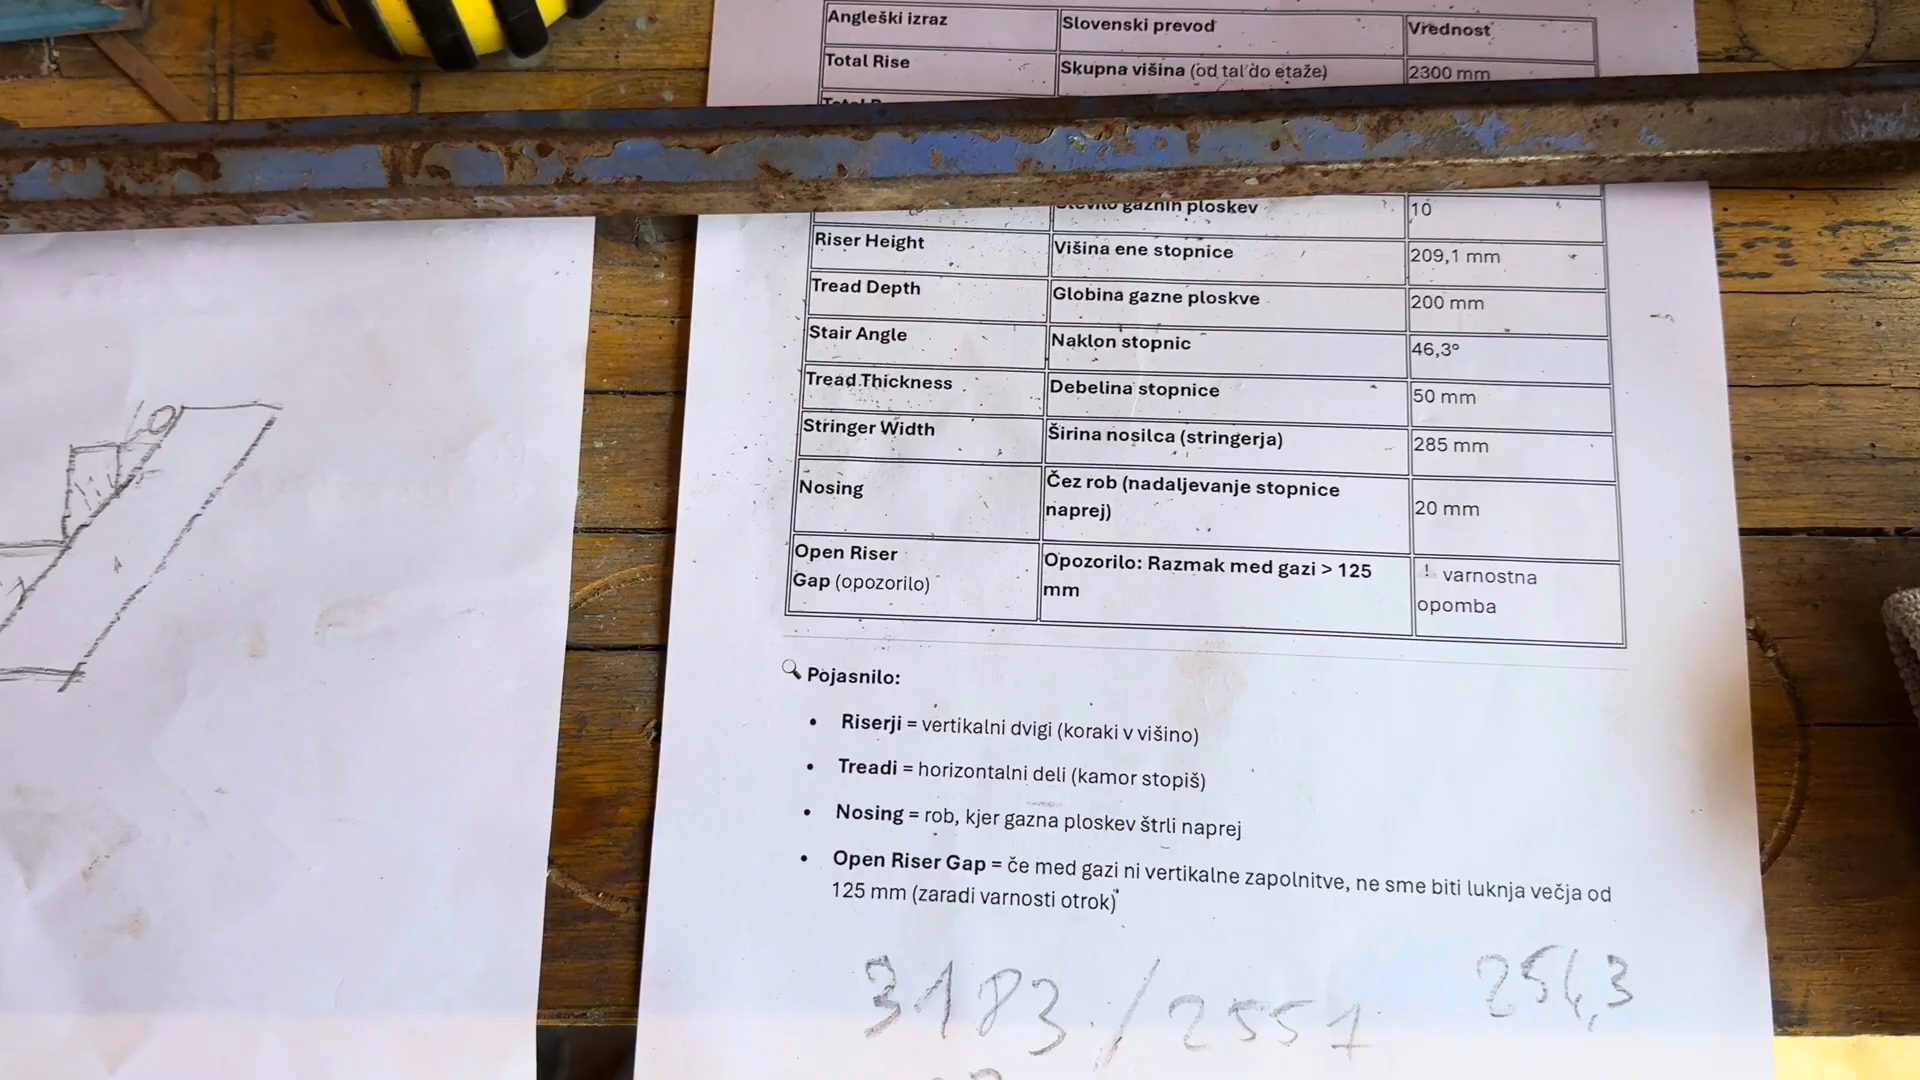 Angleški izraz Slovenski prevod Vrednost
Total Rise Skupna višina (od tal do etaže) 2300 mm
Total
Število gaznih ploskev 10
Riser Height Višina ene stopnice 209,1 mm
Tread Depth Globina gazne ploskve 200 mm
Stair Angle Naklon stopnic 46,3°
Tread Thickness Debelina stopnice 50 mm
Stringer Width Širina nosilca (stringerja) 285 mm
Nosing Čez rob (nadaljevanje stopnice
naprej) 20 mm
Open Riser
Gap (opozorilo) Opozorilo: Razmak med gazi > 125
mm ! varnostna
opomba
Pojasnilo:
• Riserji = vertikalni dvigi (koraki v višino)
• Treadi = horizontalni deli (kamor stopiš)
• Nosing = rob, kjer gazna ploskev štrli naprej
• Open Riser Gap = če med gazi ni vertikalne zapolnitve, ne sme biti luknja večja od
125 mm (zaradi varnosti otrok)
3183 / 2551 254,3